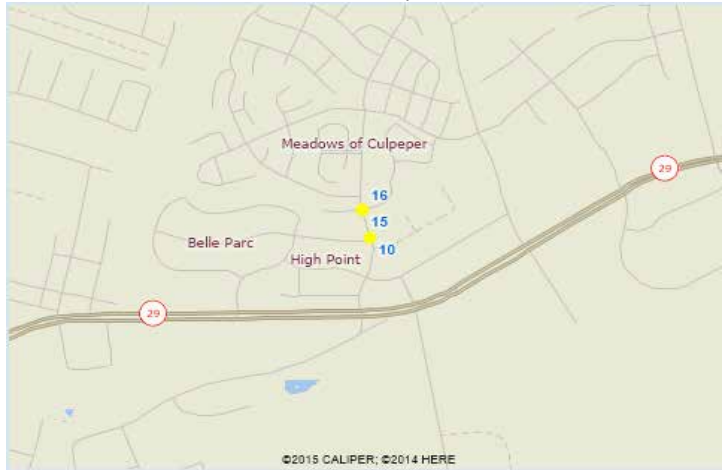 Meadows of Culpeper
29
16
15
Belle Parc
10
High Point
29
©2015 CALIPER; ©2014 HERE